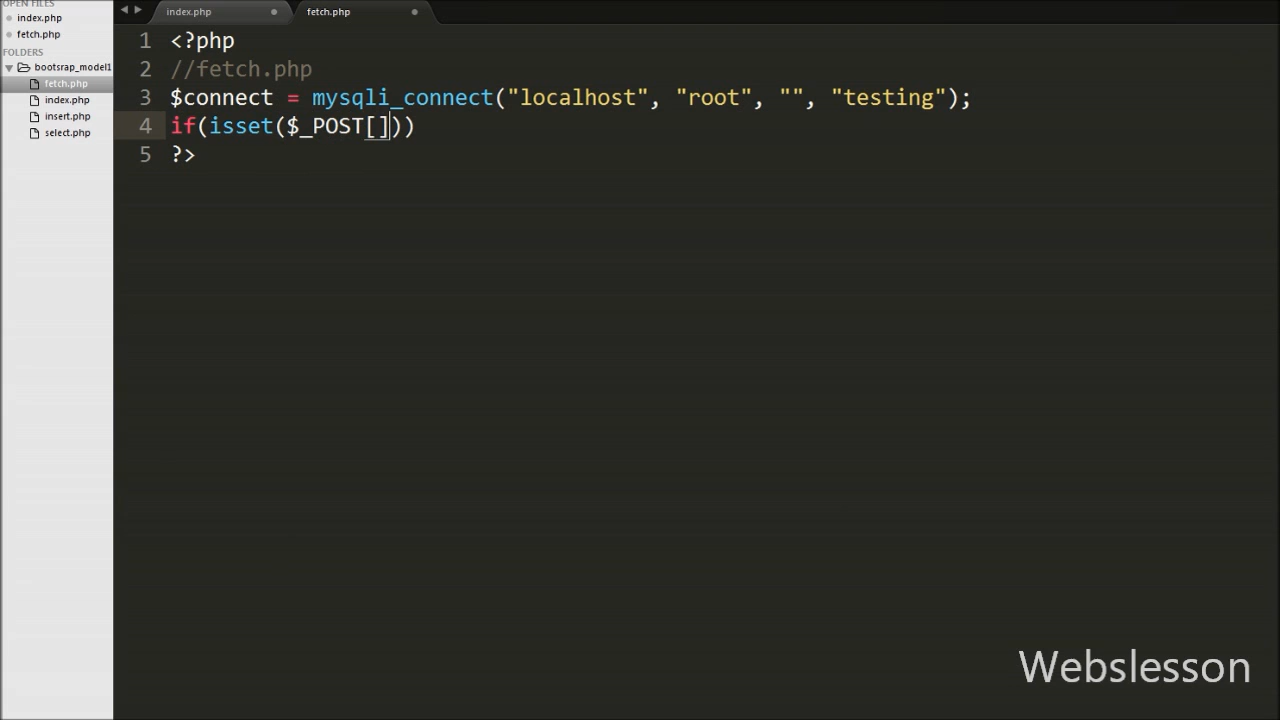 OPEN FILES
index.php
fetch.php
FOLDERS
bootsrap_model1
fetch.php
index.php
insert.php
select.php
index.php
fetch.php
1 <?php
2 //fetch.php
3 $connect = mysqli_connect("localhost", "root", "", "testing");
4 if(isset($_POST[]))
5 ?>
Webslesson